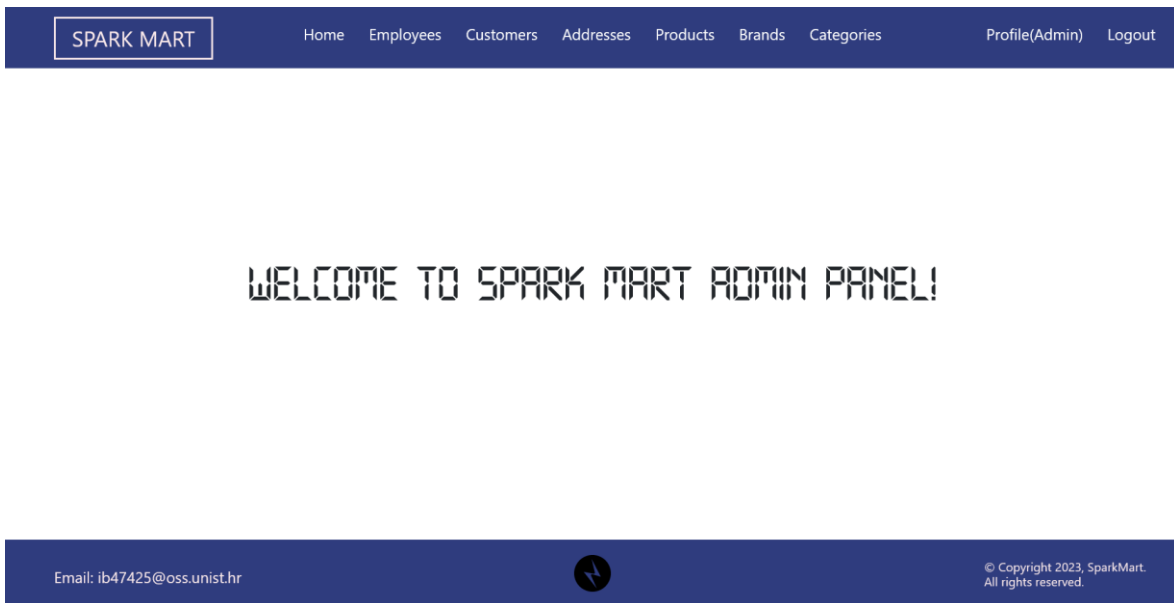 SPARK MART Home Employees Customers Addresses Products Brands Categories Profile(Admin) Logout
WELCOME TO SPARK MART ADMIN PANEL!
Email: ib47425@oss.unist.hr
© Copyright 2023, SparkMart.
All rights reserved.